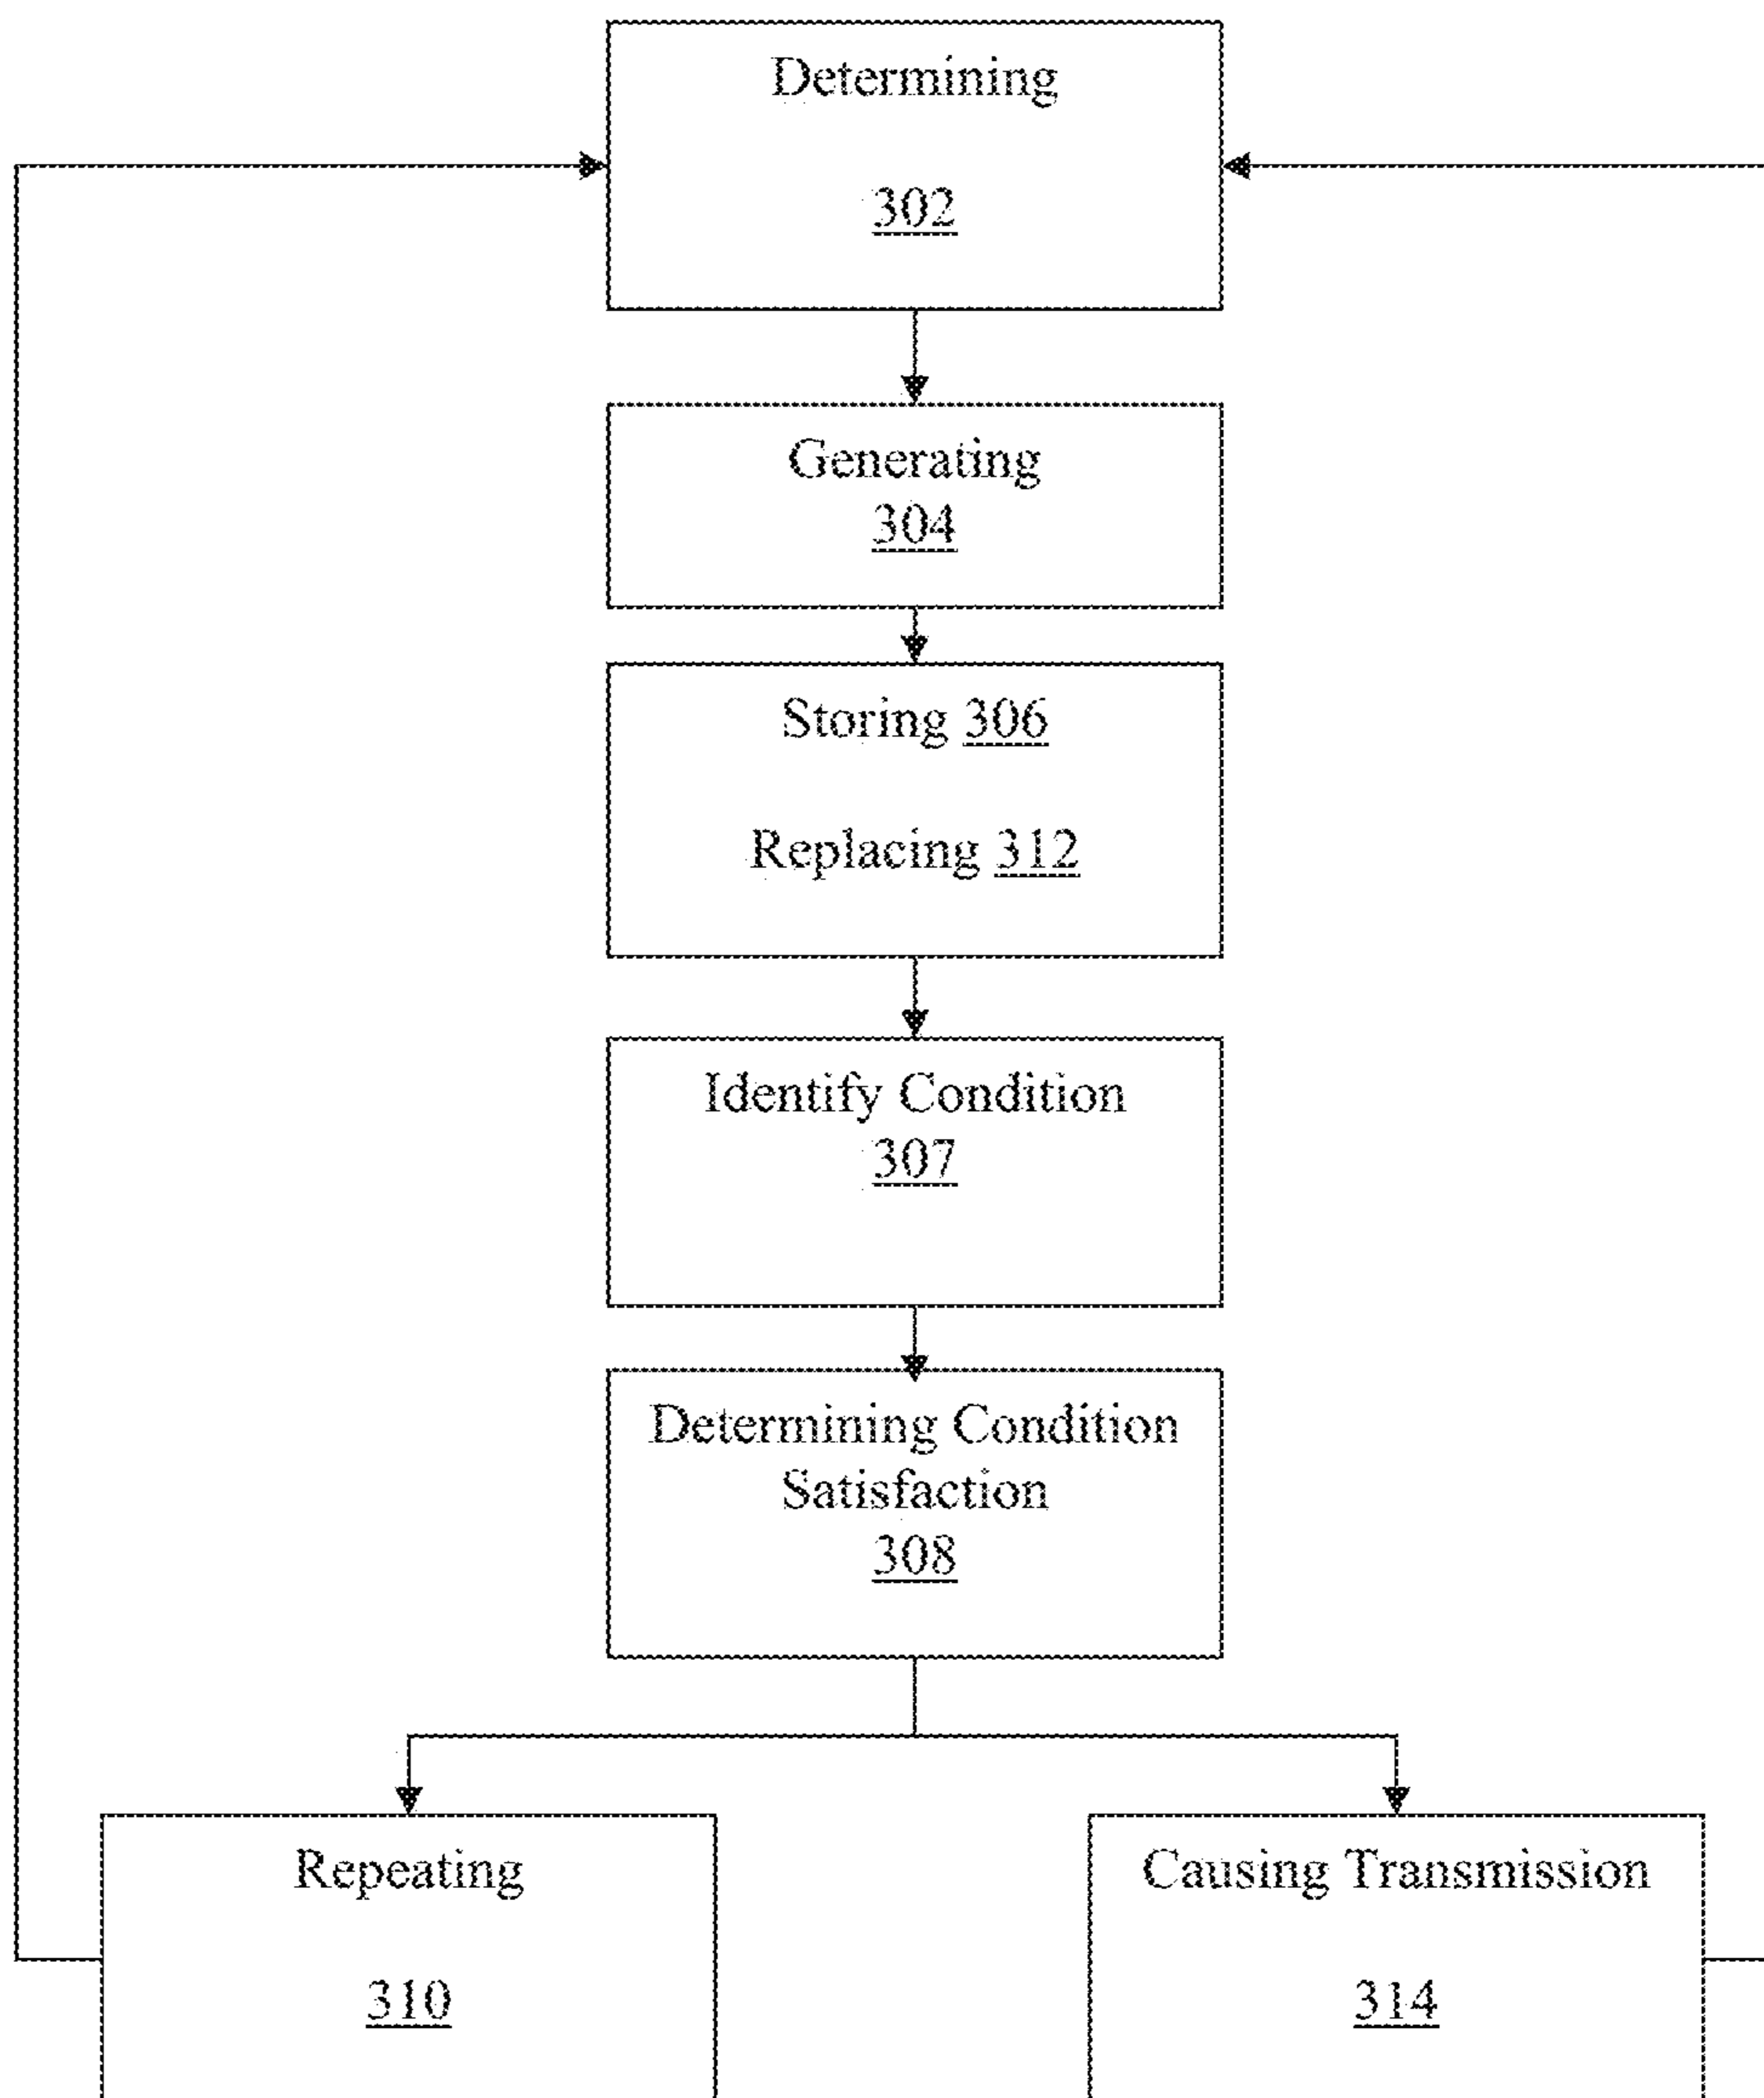 Determining
302
Generating
304
Storing 306
Replacing 312
Identify Condition
307
Determining Condition
Satisfaction
308
Repeating
310
Causing Transmission
314